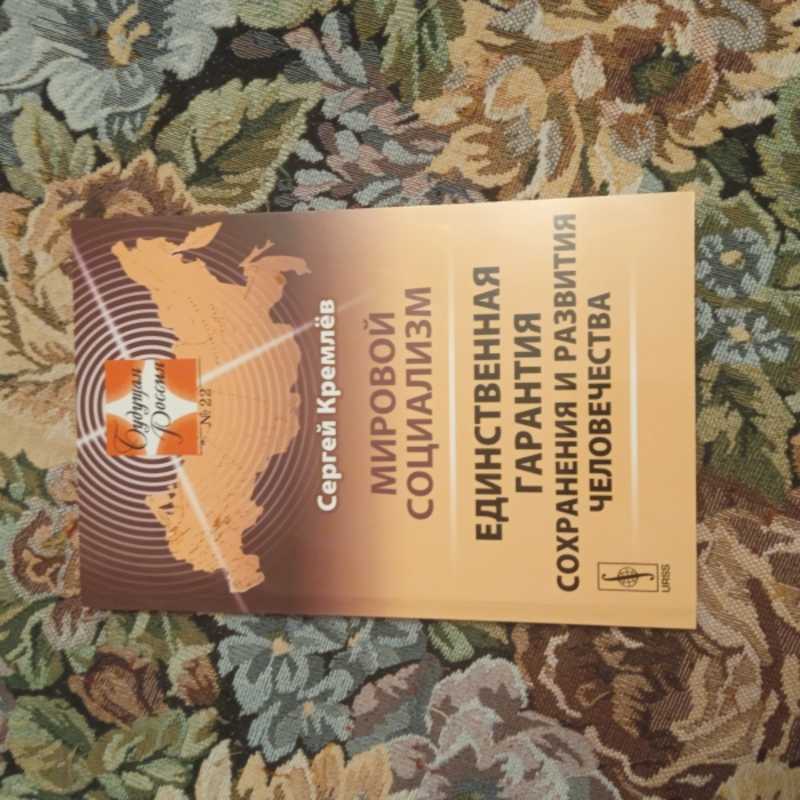 Будущая
Россия
№ 22
Сергей Кремлёв
МИРОВОЙ
СОЦИАЛИЗМ
ЕДИНСТВЕННАЯ
ГАРАНТИЯ
СОХРАНЕНИЯ И РАЗВИТИЯ
ЧЕЛОВЕЧЕСТВА
URSS